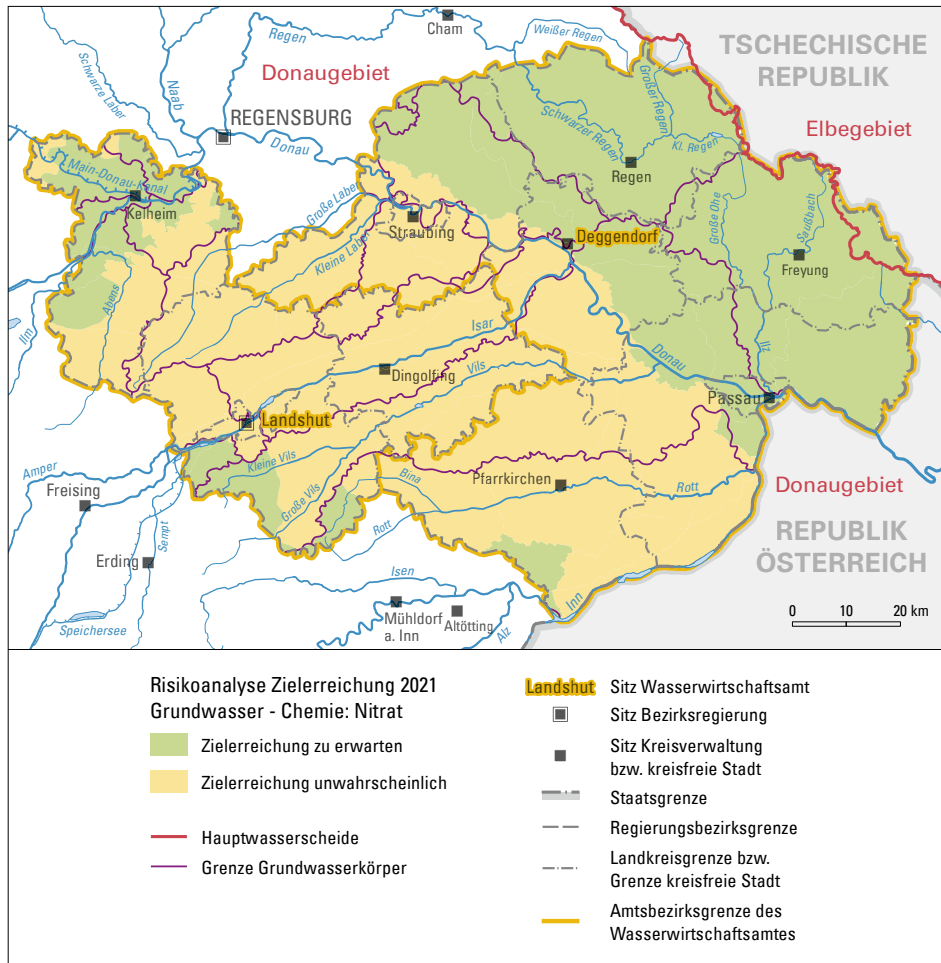 Cham
Regen
Weißer Regen
TSCHECHISCHE
REPUBLIK
Schwarze Laber
Naab
Donaugebiet
REGENSBURG
Donau
Großer Regen
Schwarzer Regen
Kl. Regen
Elbegebiet
Regen
Main-Donau-Kanal
Kelheim
Große Laber
Kleine Laber
Straubing
Deggendorf
Große Ohe
Saußbach
Freyung
Abens
Ilm
Isar
Vils
Donau
Ilz
Dingolfing
Passau
Landshut
Amper
Freising
Kleine Vils
Große Vils
Bina
Rott
Pfarrkirchen
Rott
Donaugebiet
REPUBLIK
ÖSTERREICH
Erding
Sempt
Isen
Inn
Speichersee
Mühldorf
a. Inn
Altötting
Alz
0 10 20 km
Risikoanalyse Zielerreichung 2021
Grundwasser - Chemie: Nitrat
Zielerreichung zu erwarten
Zielerreichung unwahrscheinlich
Hauptwasserscheide
Grenze Grundwasserkörper
Landshut Sitz Wasserwirtschaftsamt
Sitz Bezirksregierung
Sitz Kreisverwaltung
bzw. kreisfreie Stadt
Staatsgrenze
Regierungsbezirksgrenze
Landkreisgrenze bzw.
Grenze kreisfreie Stadt
Amtsbezirksgrenze des
Wasserwirtschaftsamtes